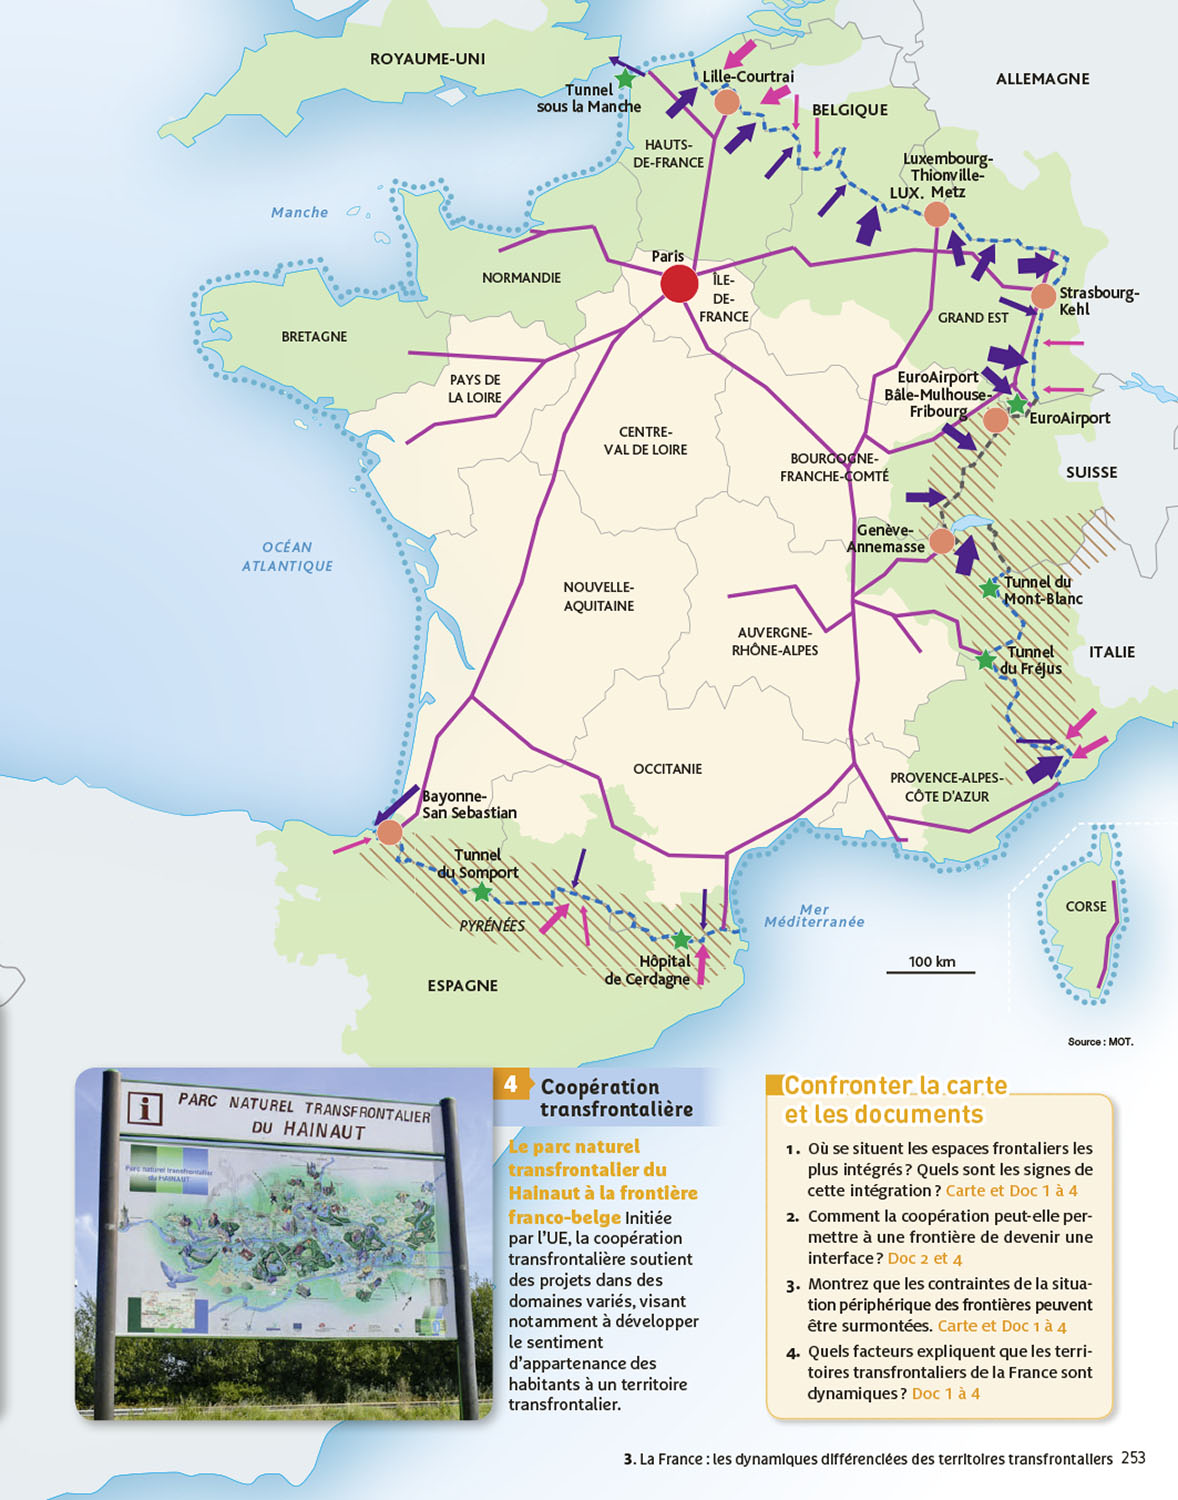 ROYAUME-UNI
ALLEMAGNE
Tunnel
sous la Manche
Lille-Courtrai
BELGIQUE
HAUTS-
DE-FRANCE
Luxembourg-
Thionville-
LUX. Metz
Manche
Paris
NORMANDIE
ÎLE-
DE-
FRANCE
Strasbourg-
Kehl
GRAND EST
BRETAGNE
PAYS DE
LA LOIRE
EuroAirport
Bâle-Mulhouse-
Fribourg
EuroAirport
CENTRE-
VAL DE LOIRE
BOURGOGNE-
FRANCHE-COMTÉ
SUISSE
OCÉAN
ATLANTIQUE
Genève-
Annemasse
NOUVELLE-
AQUITAINE
Tunnel du
Mont-Blanc
AUVERGNE-
RHÔNE-ALPES
Tunnel
du Fréjus
ITALIE
OCCITANIE
PROVENCE-ALPES-
CÔTE D'AZUR
Bayonne-
San Sebastian
Tunnel
du Somport
PYRÉNÉES
Mer
Méditerranée
CORSE
Hôpital
de Cerdagne
100 km
ESPAGNE
Source : MOT.
i
PARC NATUREL TRANSFRONTALIER
DU HAINAUT
Parc naturel transfrontalier
du HAINAUT
4 Coopération
transfrontalière
Le parc naturel
transfrontalier du
Hainaut à la frontière
franco-belge Initiée
par l'UE, la coopération
transfrontalière soutient
des projets dans des
domaines variés, visant
notamment à développer
le sentiment
d'appartenance des
habitants à un territoire
transfrontalier.
Confronter la carte
et les documents
1. Où se situent les espaces frontaliers les
plus intégrés ? Quels sont les signes de
cette intégration ? Carte et Doc 1 à 4
2. Comment la coopération peut-elle per-
mettre à une frontière de devenir une
interface ? Doc 2 et 4
3. Montrez que les contraintes de la situa-
tion périphérique des frontières peuvent
être surmontées. Carte et Doc 1 à 4
4. Quels facteurs expliquent que les terri-
toires transfrontaliers de la France sont
dynamiques ? Doc 1 à 4
3. La France : les dynamiques différenciées des territoires transfrontaliers 253